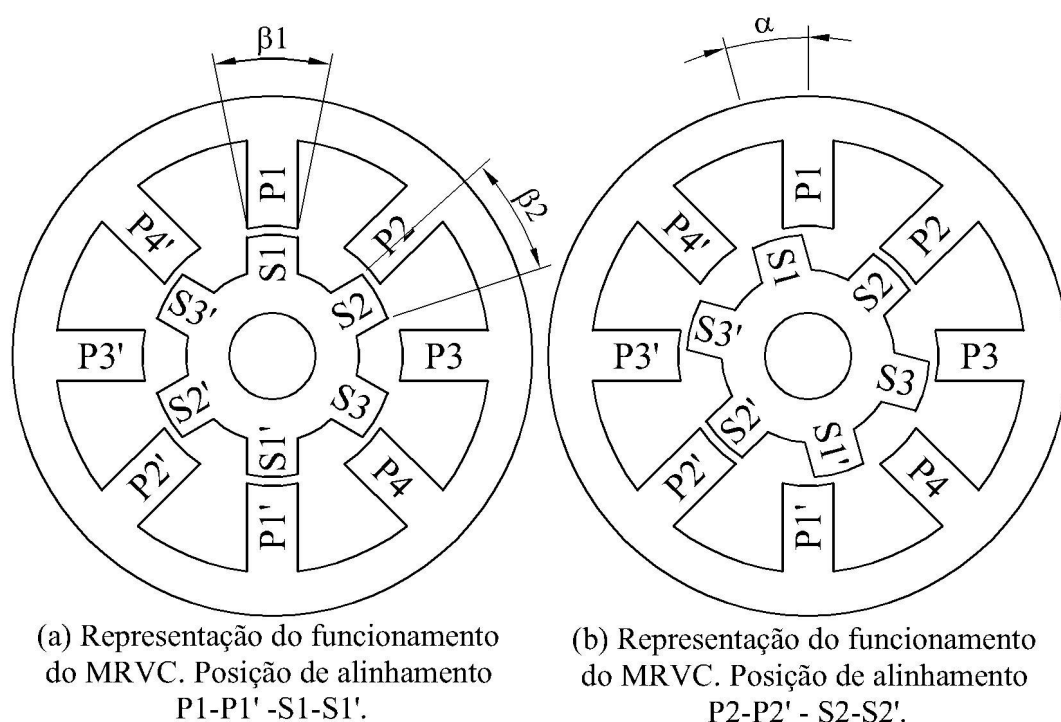 β1
P1
P2
β2
P3
P4
P1'
P2'
P3'
P4'
S1
S2
S3
S1'
S2'
S3'
(a) Representação do funcionamento
do MRVC. Posição de alinhamento
P1-P1' -S1-S1'.
α
P1
P2
P3
P4
P1'
P2'
P3'
P4'
S1
S2
S3
S1'
S2'
S3'
(b) Representação do funcionamento
do MRVC. Posição de alinhamento
P2-P2' - S2-S2'.